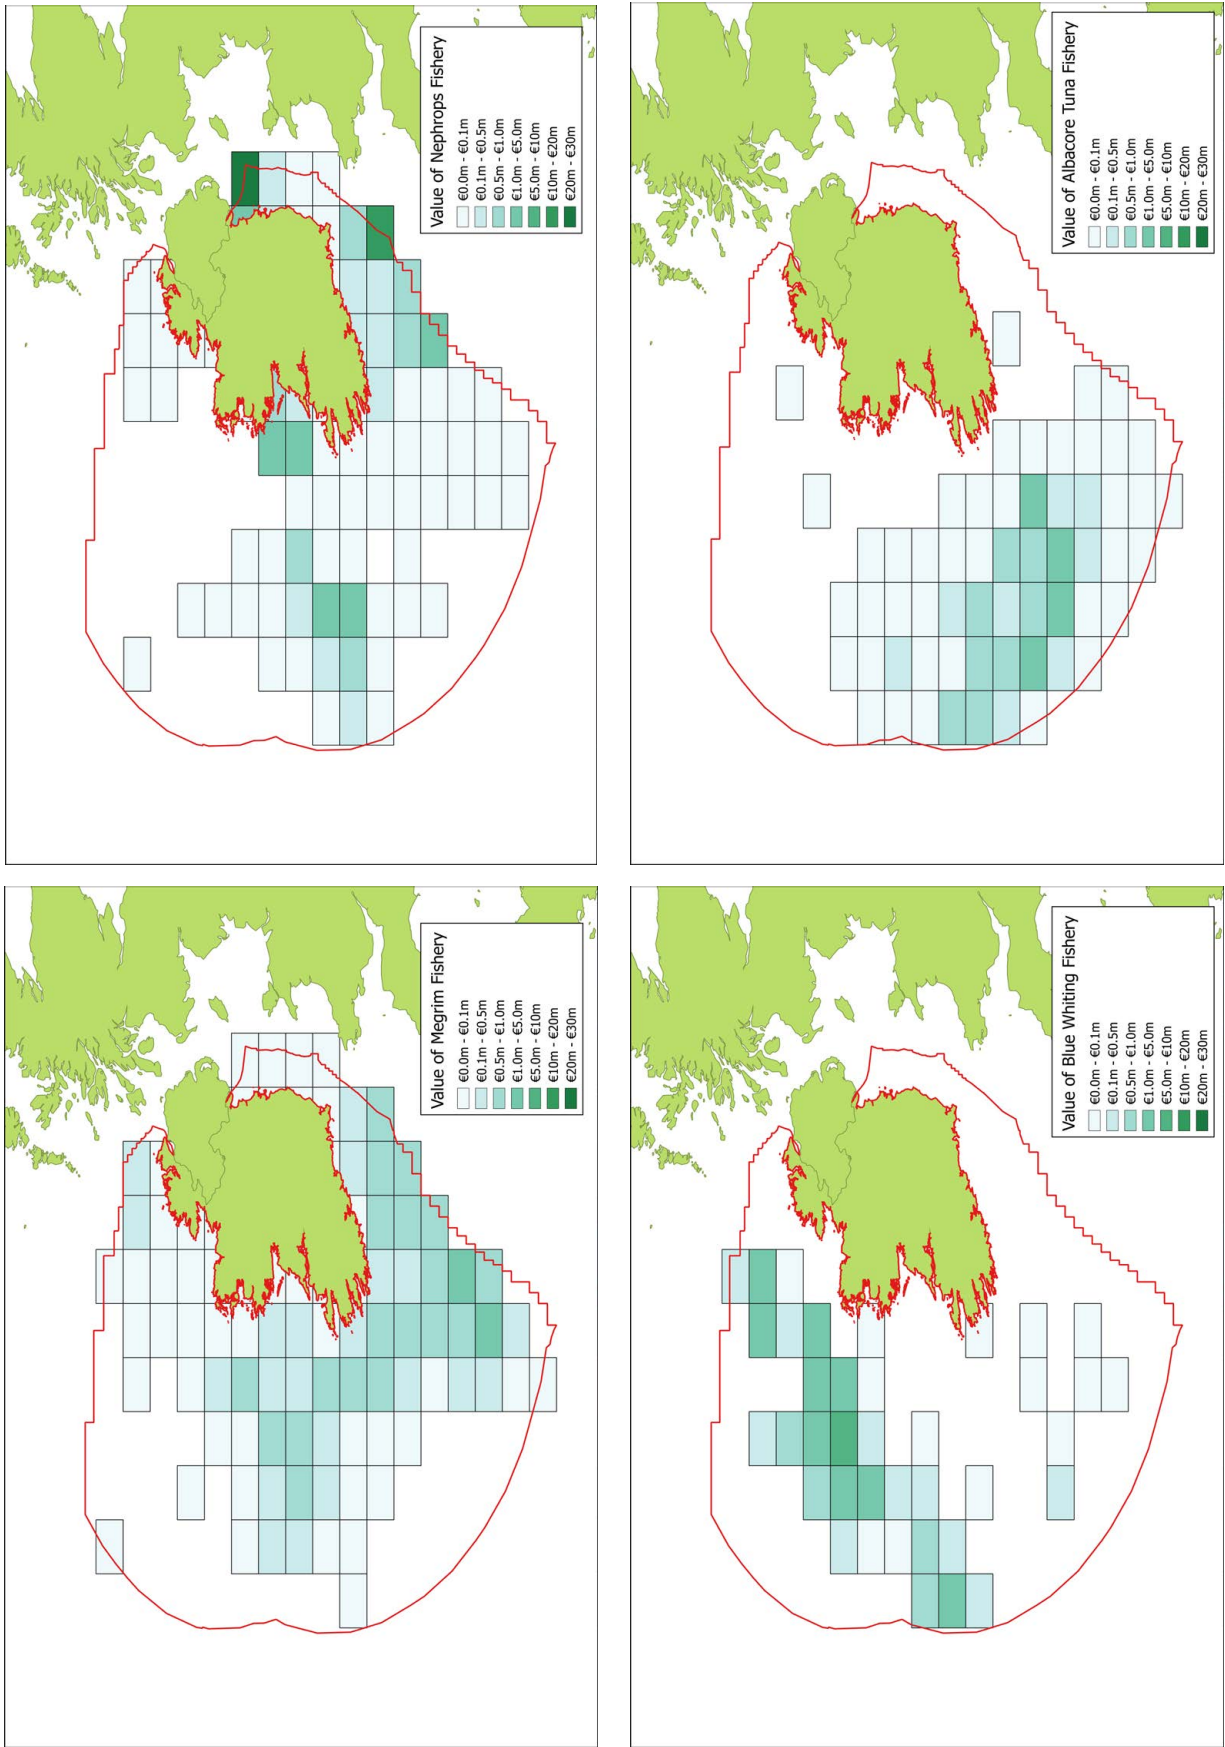 Value of Megrim Fishery
€0.0m - €0.1m
€0.1m - €0.5m
€0.5m - €1.0m
€1.0m - €5.0m
€5.0m - €10m
€10m - €20m
€20m - €30m
Value of Nephrops Fishery
€0.0m - €0.1m
€0.1m - €0.5m
€0.5m - €1.0m
€1.0m - €5.0m
€5.0m - €10m
€10m - €20m
€20m - €30m
Value of Blue Whiting Fishery
€0.0m - €0.1m
€0.1m - €0.5m
€0.5m - €1.0m
€1.0m - €5.0m
€5.0m - €10m
€10m - €20m
€20m - €30m
Value of Albacore Tuna Fishery
€0.0m - €0.1m
€0.1m - €0.5m
€0.5m - €1.0m
€1.0m - €5.0m
€5.0m - €10m
€10m - €20m
€20m - €30m